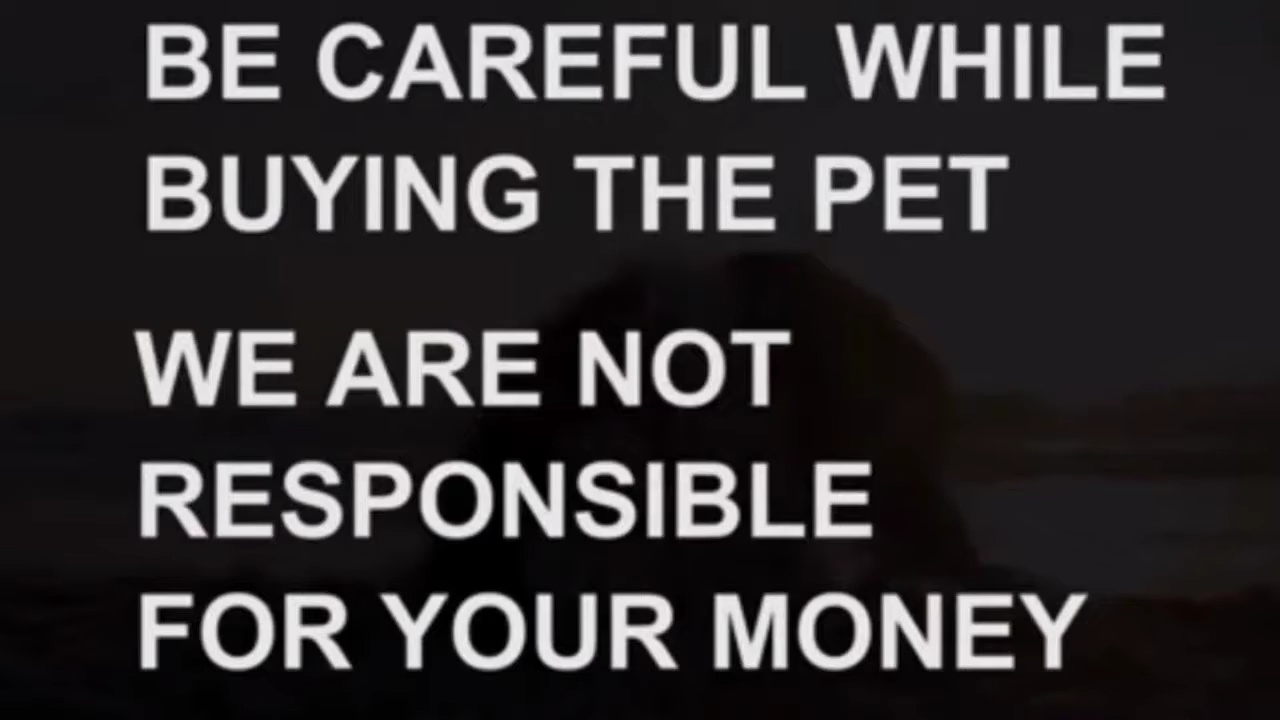 BE CAREFUL WHILE
BUYING THE PET
WE ARE NOT
RESPONSIBLE
FOR YOUR MONEY